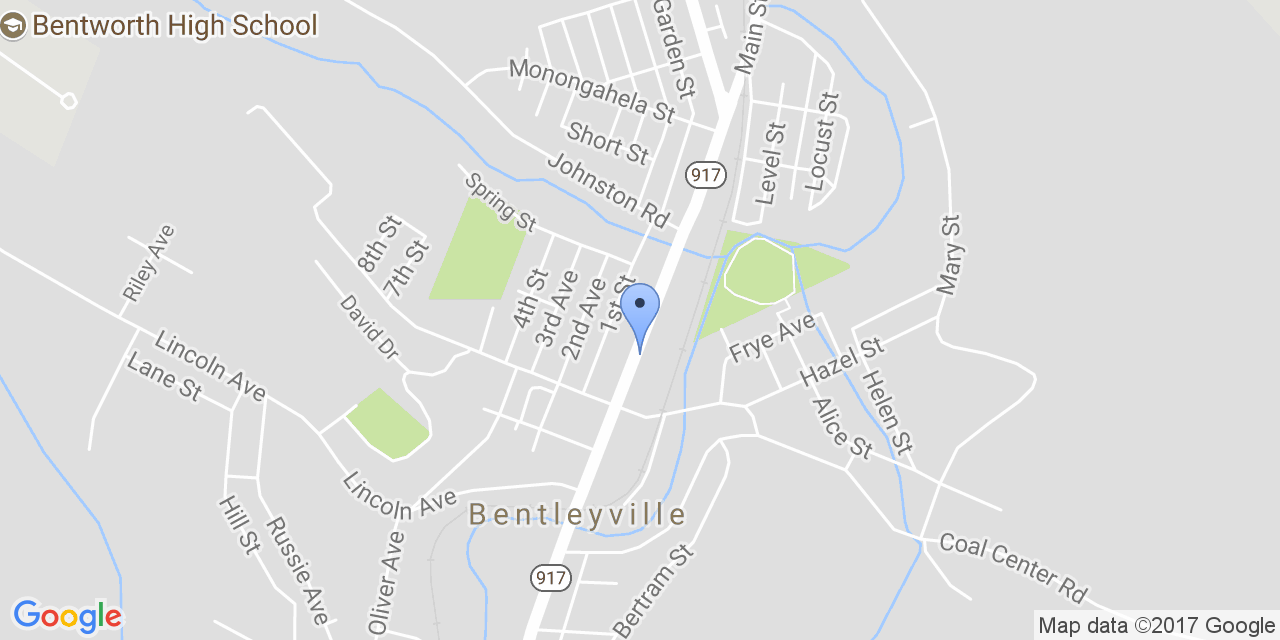 Bentworth High School
Garden St
Main St
Monongahela St
Short St
Johnston Rd
917
Level St
Locust St
Spring St
8th St
7th St
Riley Ave
4th St
3rd Ave
2nd Ave
1st St
Mary St
David Dr
Lincoln Ave
Lane St
Frye Ave
Hazel St
Helen St
Alice St
Lincoln Ave
Bentleyville
Hill St
Russie Ave
Oliver Ave
917
Bertram St
Coal Center Rd
Google
Map data ©2017 Google